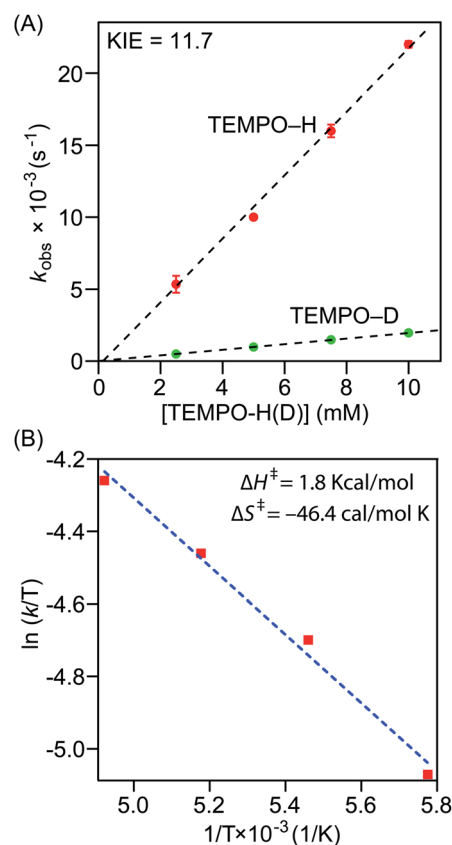 (A)
KIE = 11.7
TEMPO–H
TEMPO–D
k_obs × 10⁻³ (s⁻¹)
20
15
10
5
0
0 2 4 6 8 10
[TEMPO-H(D)] (mM)
(B)
ΔH‡ = 1.8 Kcal/mol
ΔS‡ = –46.4 cal/mol K
ln (k/T)
-4.2
-4.4
-4.6
-4.8
-5.0
5.0 5.2 5.4 5.6 5.8
1/T×10⁻³ (1/K)